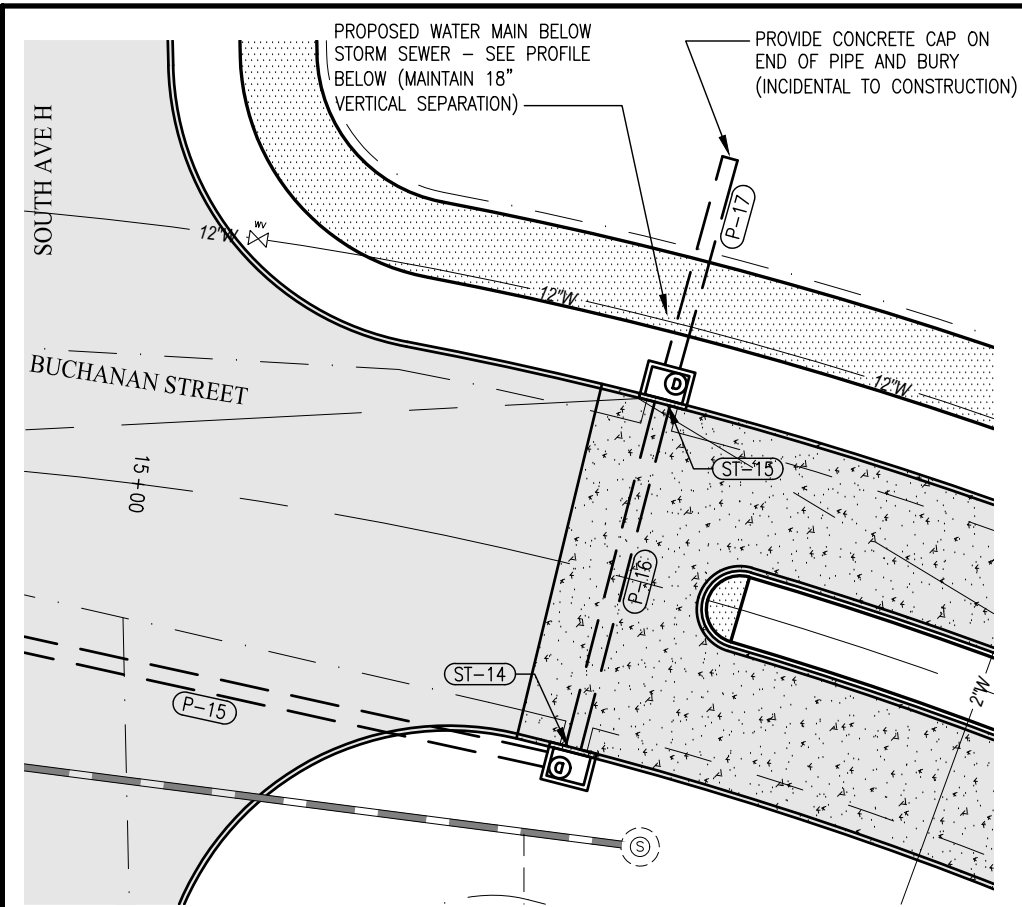 PROPOSED WATER MAIN BELOW
STORM SEWER – SEE PROFILE
BELOW (MAINTAIN 18"
VERTICAL SEPARATION)
PROVIDE CONCRETE CAP ON
END OF PIPE AND BURY
(INCIDENTAL TO CONSTRUCTION)
SOUTH AVE H
P-17
WV
12"W
12"W
12"W
D
BUCHANAN STREET
ST-15
15+00
P-16
ST-14
P-15
2"W
D
S